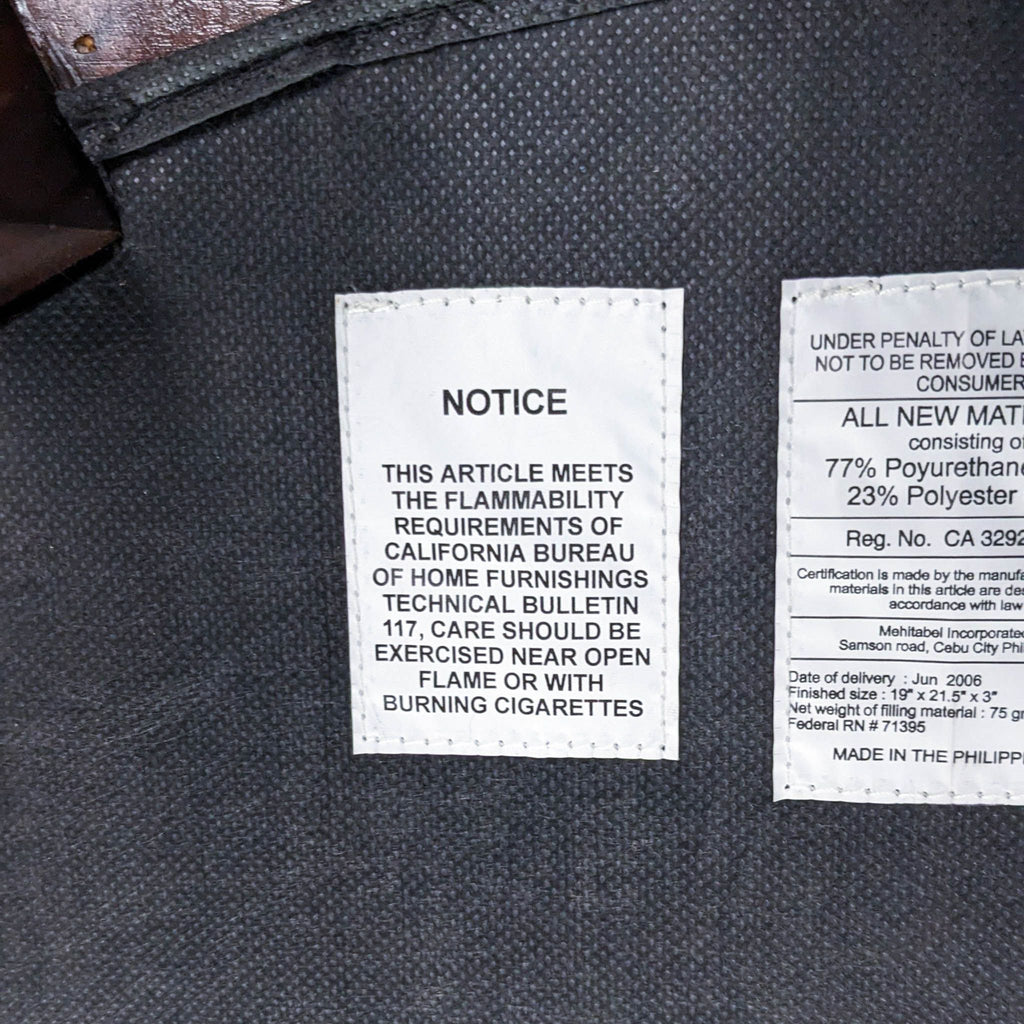 NOTICE
THIS ARTICLE MEETS
THE FLAMMABILITY
REQUIREMENTS OF
CALIFORNIA BUREAU
OF HOME FURNISHINGS
TECHNICAL BULLETIN
117, CARE SHOULD BE
EXERCISED NEAR OPEN
FLAME OR WITH
BURNING CIGARETTES
UNDER PENALTY OF
NOT TO BE REMOVED
CONSUMER
ALL NEW
consisting
77% Poyurethane
23% Polyester
Reg. No. CA 3292
Certification is made by the
materials in this article are
accordance with law
Mehitabel Incorporated
Samson road, Cebu City
Date of delivery : Jun 2006
Finished size : 19" x 21.5" x 3"
Net weight of filling material : 75
Federal RN # 71395
MADE IN THE